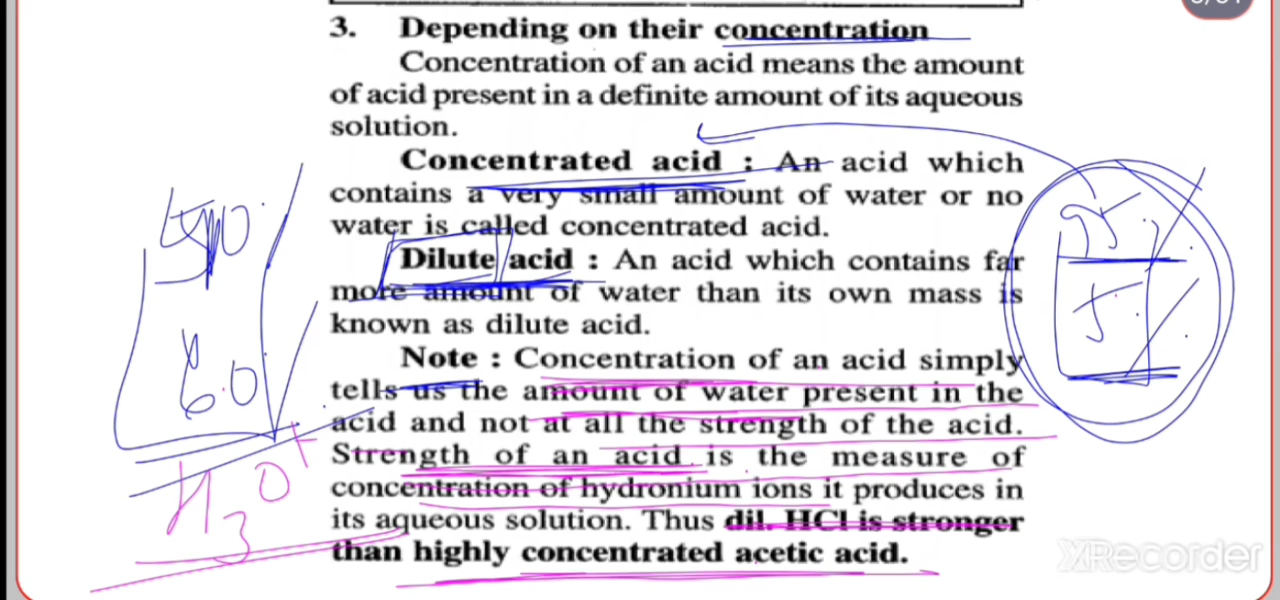 3. Depending on their concentration
Concentration of an acid means the amount
of acid present in a definite amount of its aqueous
solution.
Concentrated acid : An acid which
contains a very small amount of water or no
water is called concentrated acid.
Dilute acid : An acid which contains far
more amount of water than its own mass is
known as dilute acid.
Note : Concentration of an acid simply
tells us the amount of water present in the
acid and not at all the strength of the acid.
Strength of an acid is the measure of
concentration of hydronium ions it produces in
its aqueous solution. Thus dil. HCl is stronger
than highly concentrated acetic acid.
60
H3O+
95
5
XRecorder